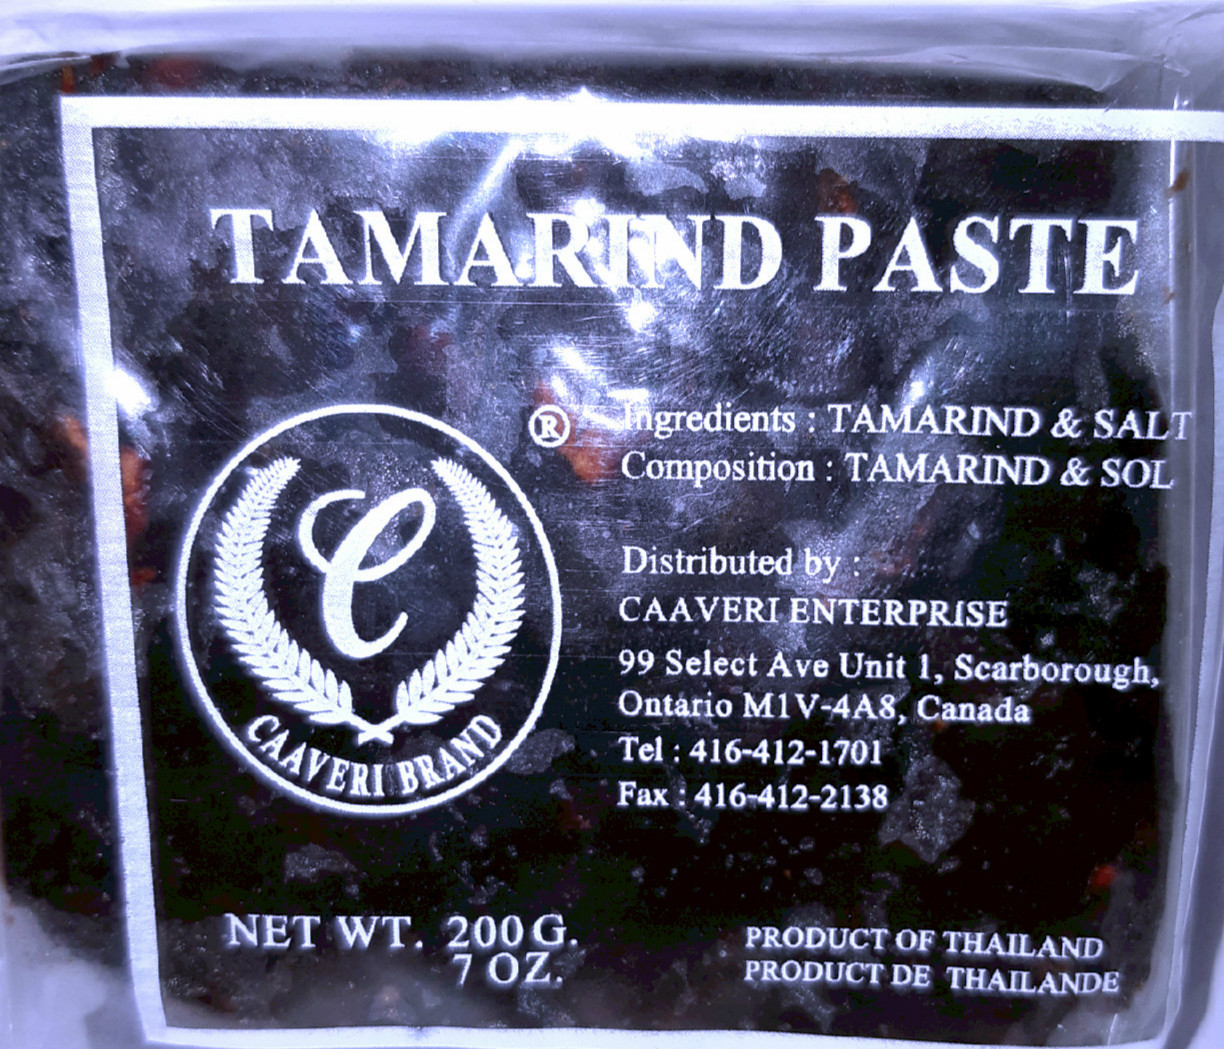 TAMARIND PASTE
®
Ingredients : TAMARIND & SALT
Composition : TAMARIND & SOL
C
CAAVERI BRAND
Distributed by :
CAAVERI ENTERPRISE
99 Select Ave Unit 1, Scarborough,
Ontario M1V-4A8, Canada
Tel : 416-412-1701
Fax : 416-412-2138
NET WT. 200 G.
7 OZ.
PRODUCT OF THAILAND
PRODUCT DE THAILANDE